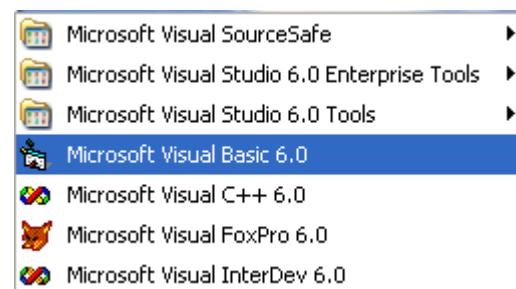 Microsoft Visual SourceSafe
Microsoft Visual Studio 6.0 Enterprise Tools
Microsoft Visual Studio 6.0 Tools
Microsoft Visual Basic 6.0
Microsoft Visual C++ 6.0
Microsoft Visual FoxPro 6.0
Microsoft Visual InterDev 6.0